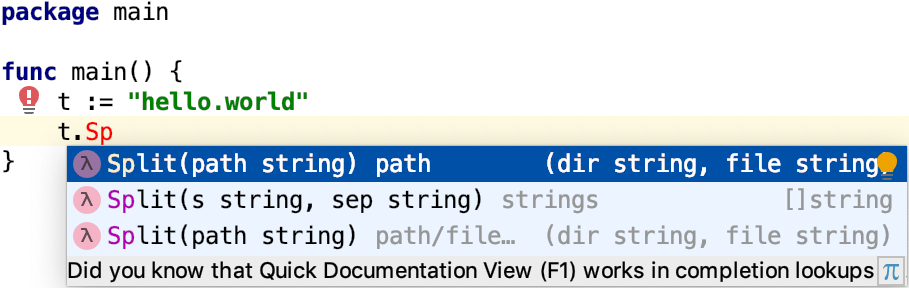 package main
func main() {
t := "hello.world"
t.Sp
}
λ Split(path string) path (dir string, file string)
λ Split(s string, sep string) strings []string
λ Split(path string) path/file… (dir string, file string)
Did you know that Quick Documentation View (F1) works in completion lookups π